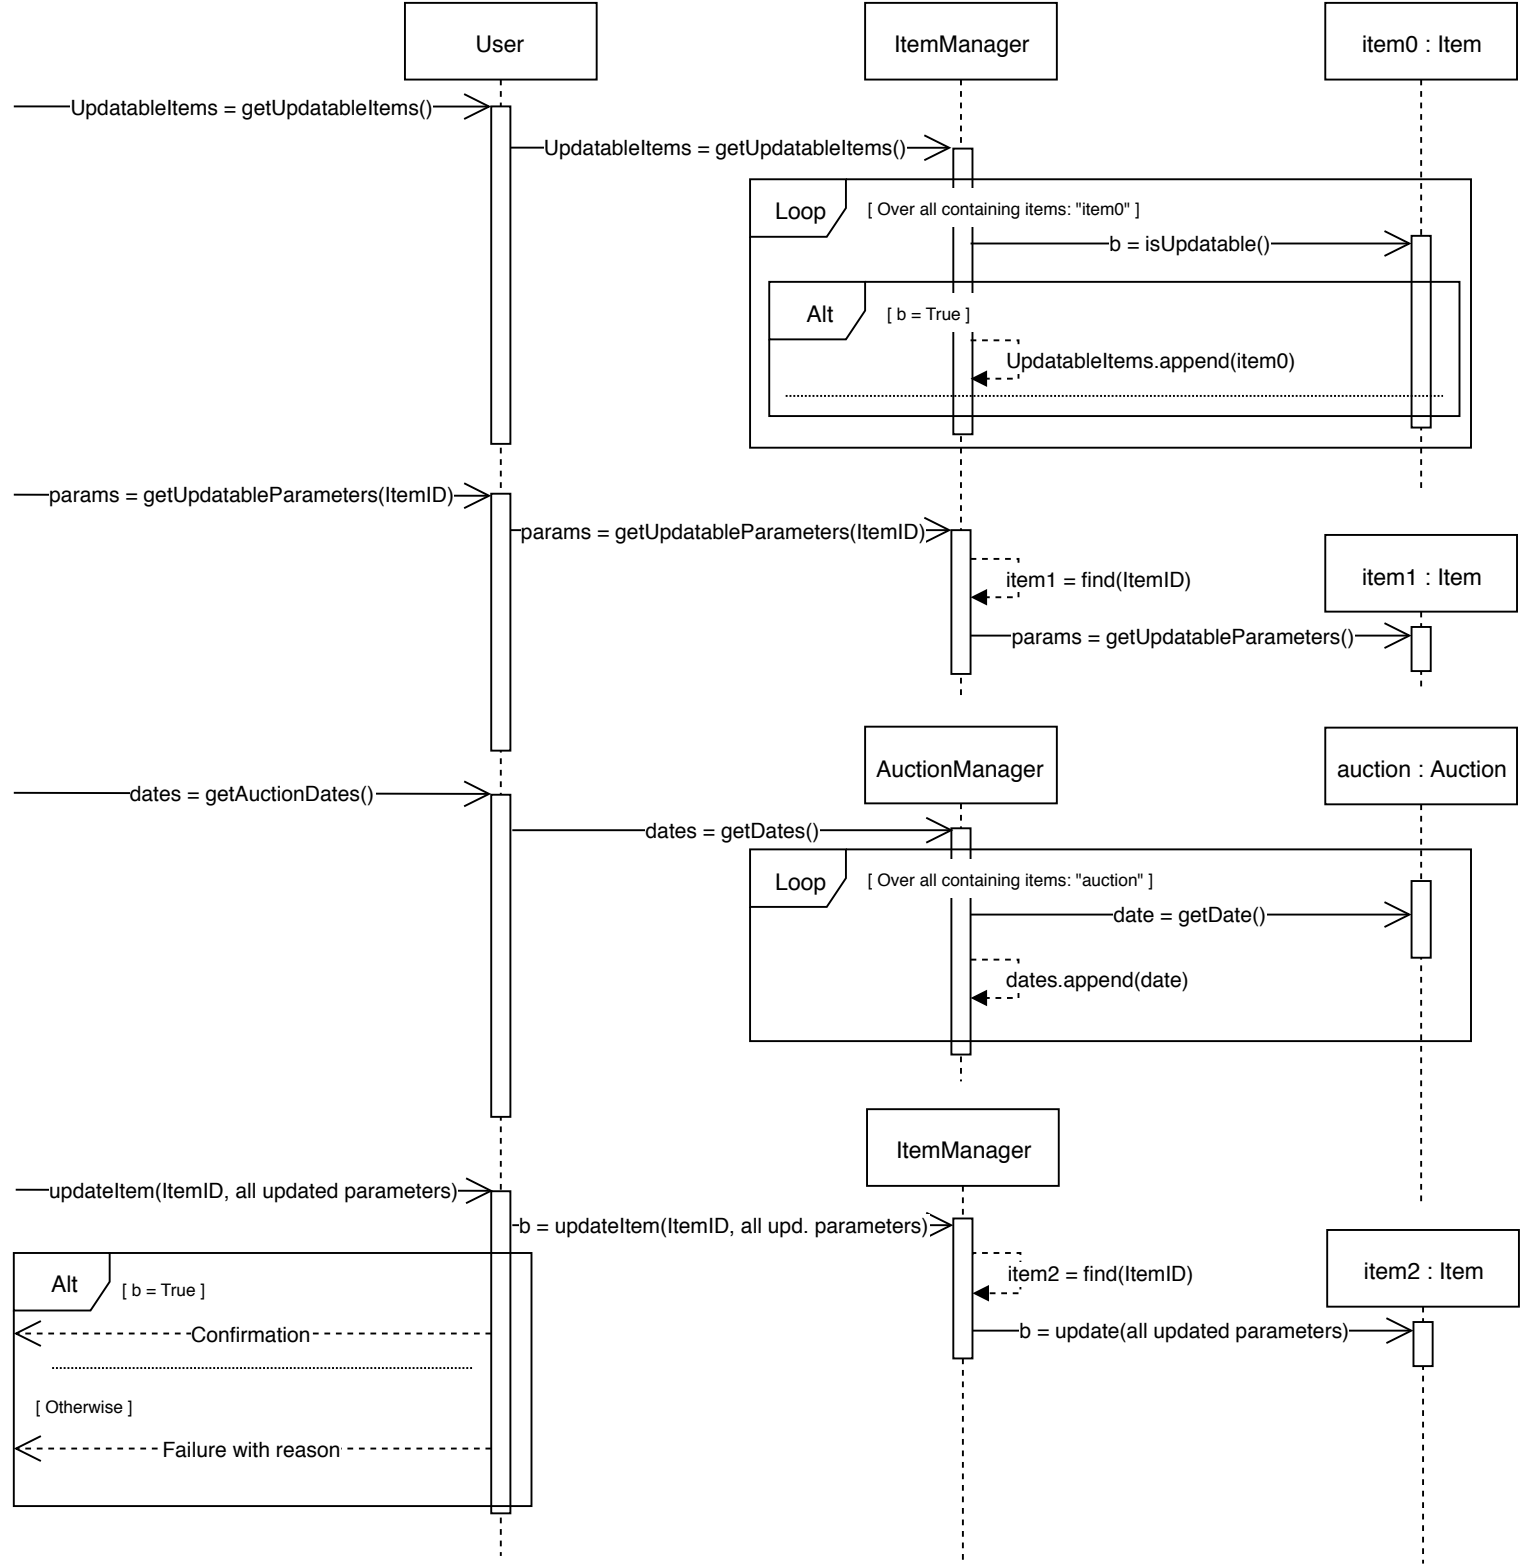 User
ItemManager
item0 : Item
UpdatableItems = getUpdatableItems()
UpdatableItems = getUpdatableItems()
Loop
[ Over all containing items: "item0" ]
b = isUpdatable()
Alt
[ b = True ]
UpdatableItems.append(item0)
params = getUpdatableParameters(ItemID)
params = getUpdatableParameters(ItemID)
item1 : Item
item1 = find(ItemID)
params = getUpdatableParameters()
AuctionManager
auction : Auction
dates = getAuctionDates()
dates = getDates()
Loop
[ Over all containing items: "auction" ]
date = getDate()
dates.append(date)
ItemManager
updateItem(ItemID, all updated parameters)
b = updateItem(ItemID, all upd. parameters)
item2 : Item
Alt
[ b = True ]
item2 = find(ItemID)
Confirmation
b = update(all updated parameters)
[ Otherwise ]
Failure with reason